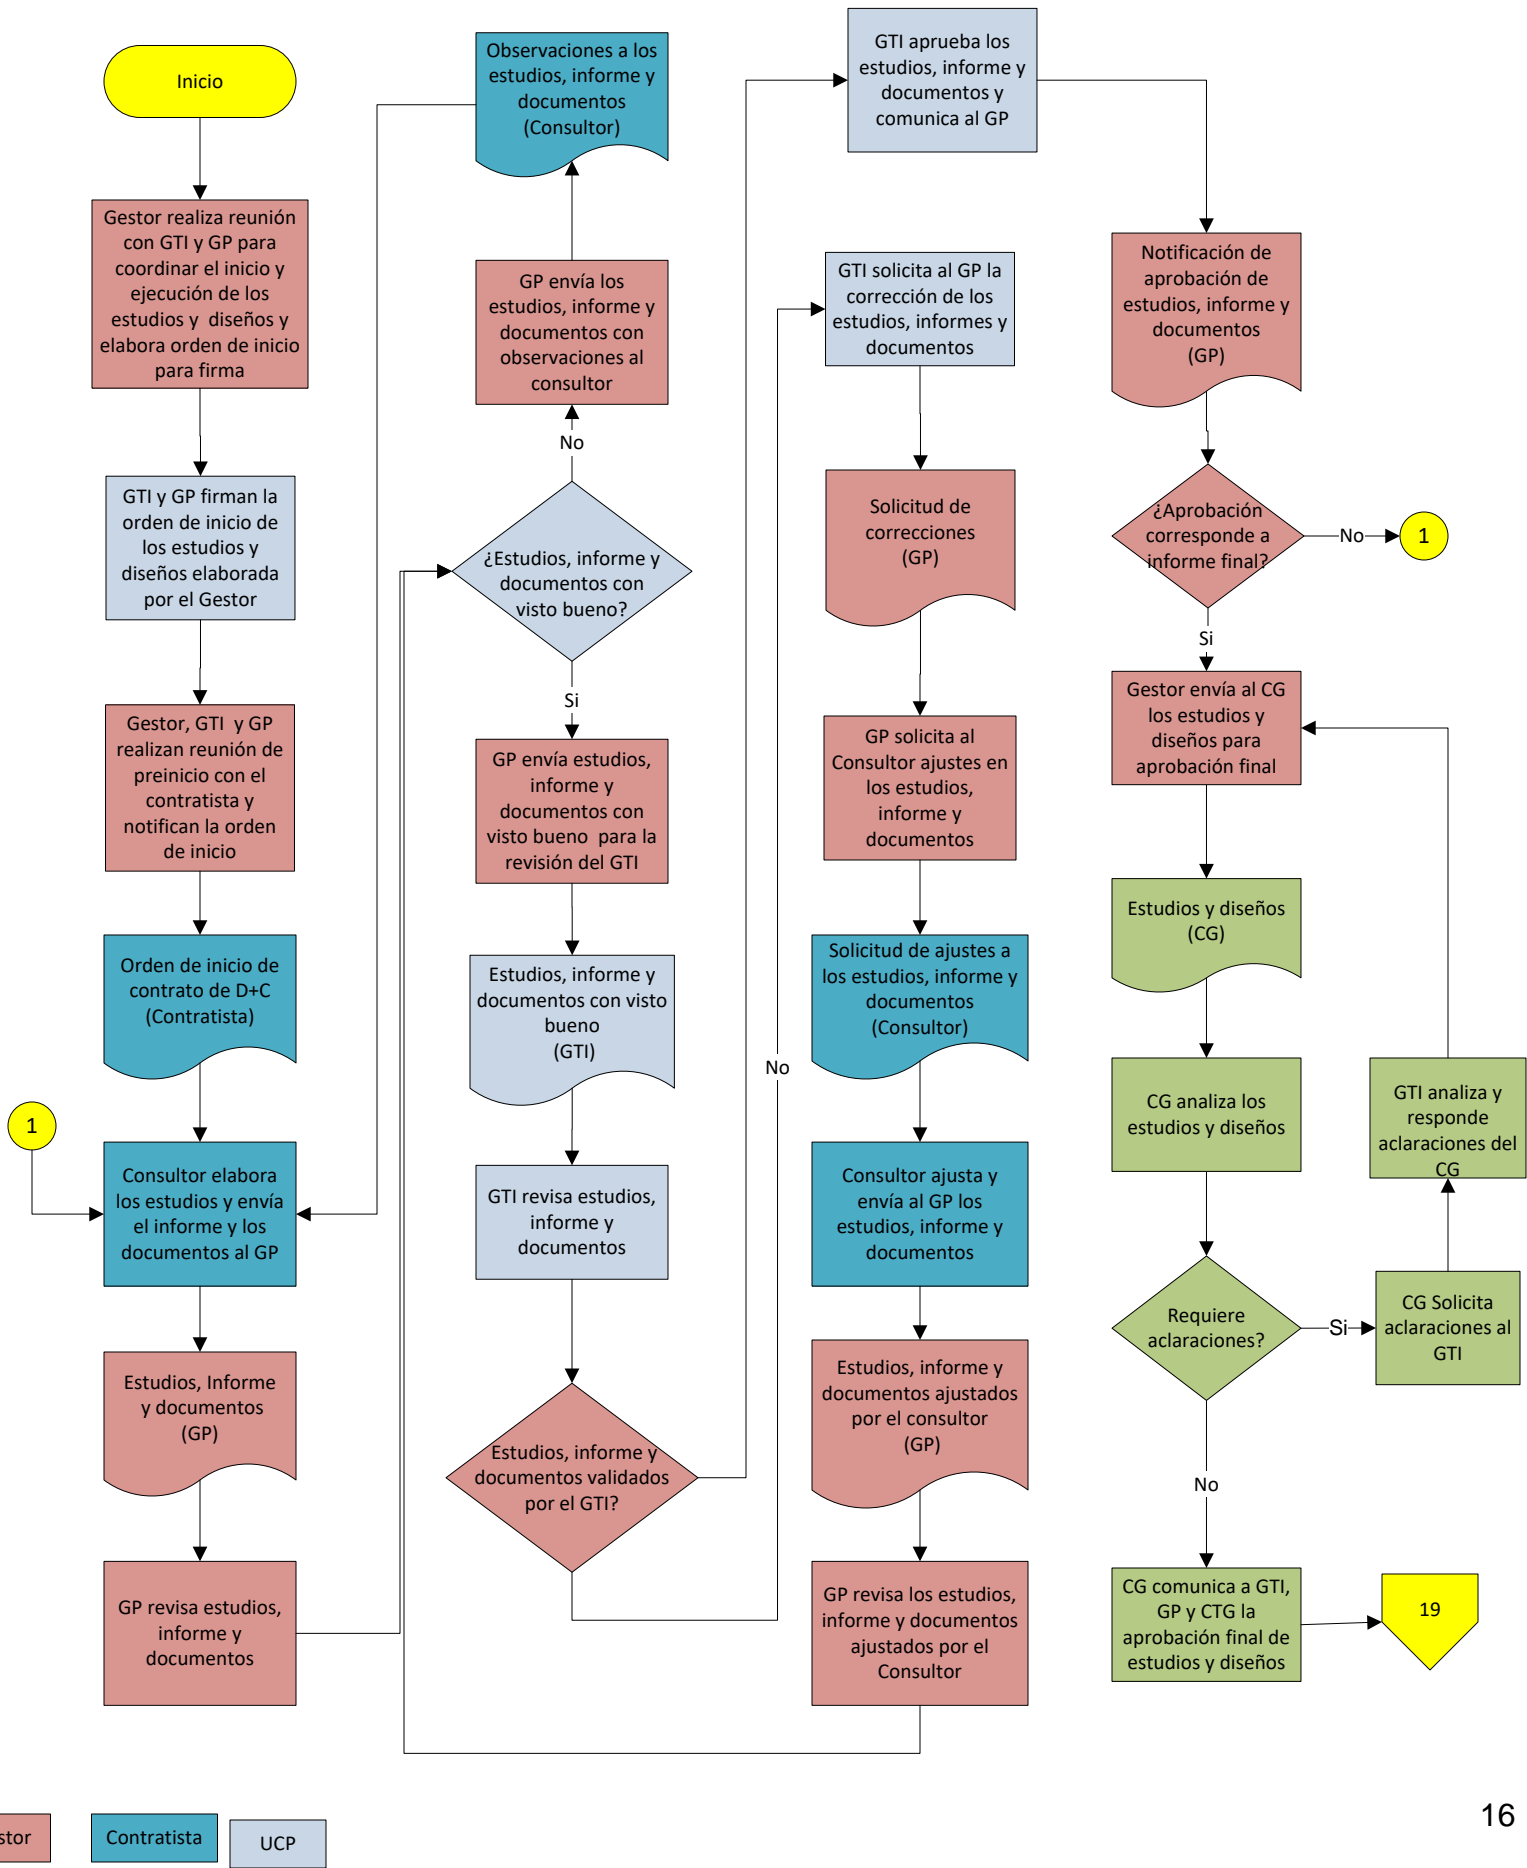 Inicio
Gestor realiza reunión
con GTI y GP para
coordinar el inicio y
ejecución de los
estudios y diseños y
elabora orden de inicio
para firma
GTI y GP firman la
orden de inicio de
los estudios y
diseños elaborada
por el Gestor
Gestor, GTI y GP
realizan reunión de
preinicio con el
contratista y
notifican la orden
de inicio
Orden de inicio de
contrato de D+C
(Contratista)
1
Consultor elabora
los estudios y envía
el informe y los
documentos al GP
Estudios, Informe
y documentos
(GP)
GP revisa estudios,
informe y
documentos
Observaciones a los
estudios, informe y
documentos
(Consultor)
GP envía los
estudios, informe y
documentos con
observaciones al
consultor
No
¿Estudios, informe y
documentos con
visto bueno?
Si
GP envía estudios,
informe y
documentos con
visto bueno para la
revisión del GTI
Estudios, informe y
documentos con visto
bueno
(GTI)
GTI revisa estudios,
informe y
documentos
Estudios, informe y
documentos validados
por el GTI?
No
GTI aprueba los
estudios, informe y
documentos y
comunica al GP
GTI solicita al GP la
corrección de los
estudios, informes y
documentos
Solicitud de
correcciones
(GP)
GP solicita al
Consultor ajustes en
los estudios,
informe y
documentos
Solicitud de ajustes a
los estudios, informe y
documentos
(Consultor)
Consultor ajusta y
envía al GP los
estudios, informe y
documentos
Estudios, informe y
documentos ajustados
por el consultor
(GP)
GP revisa los estudios,
informe y documentos
ajustados por el
Consultor
Notificación de
aprobación de
estudios, informe y
documentos
(GP)
¿Aprobación
corresponde a
informe final?
No
1
Si
Gestor envía al CG
los estudios y
diseños para
aprobación final
Estudios y diseños
(CG)
CG analiza los
estudios y diseños
GTI analiza y
responde
aclaraciones del
CG
Requiere
aclaraciones?
Si
CG Solicita
aclaraciones al
GTI
No
CG comunica a GTI,
GP y CTG la
aprobación final de
estudios y diseños
19
stor
Contratista
UCP
16